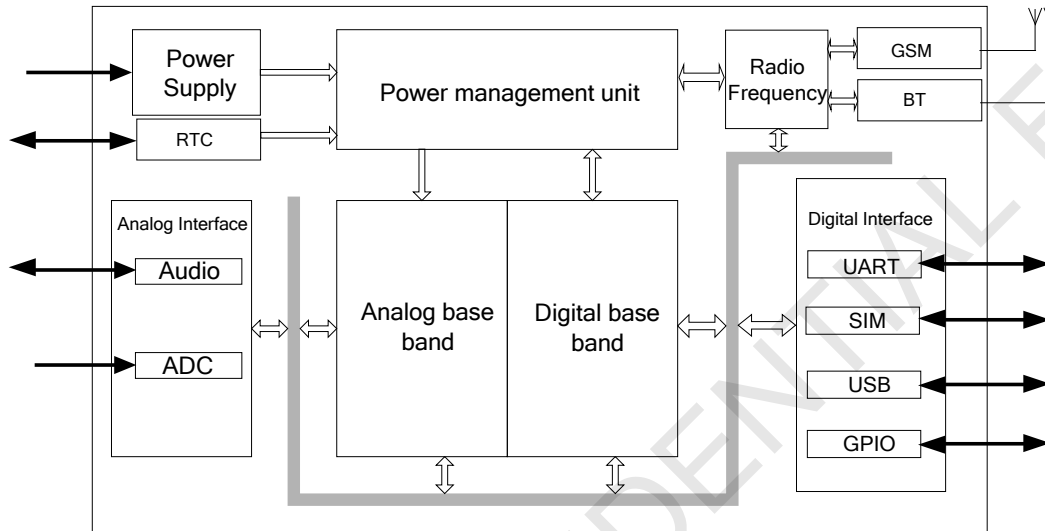 Power
Supply
RTC
Power management unit
Radio
Frequency
GSM
BT
Analog Interface
Audio
ADC
Analog base
band
Digital base
band
Digital Interface
UART
SIM
USB
GPIO
DENTIAL